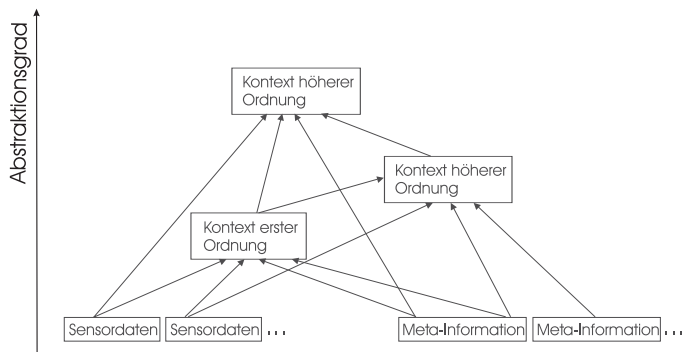 Abstraktionsgrad
Kontext höherer
Ordnung
Kontext höherer
Ordnung
Kontext erster
Ordnung
Sensordaten
Sensordaten ...
Meta-Information
Meta-Information ...